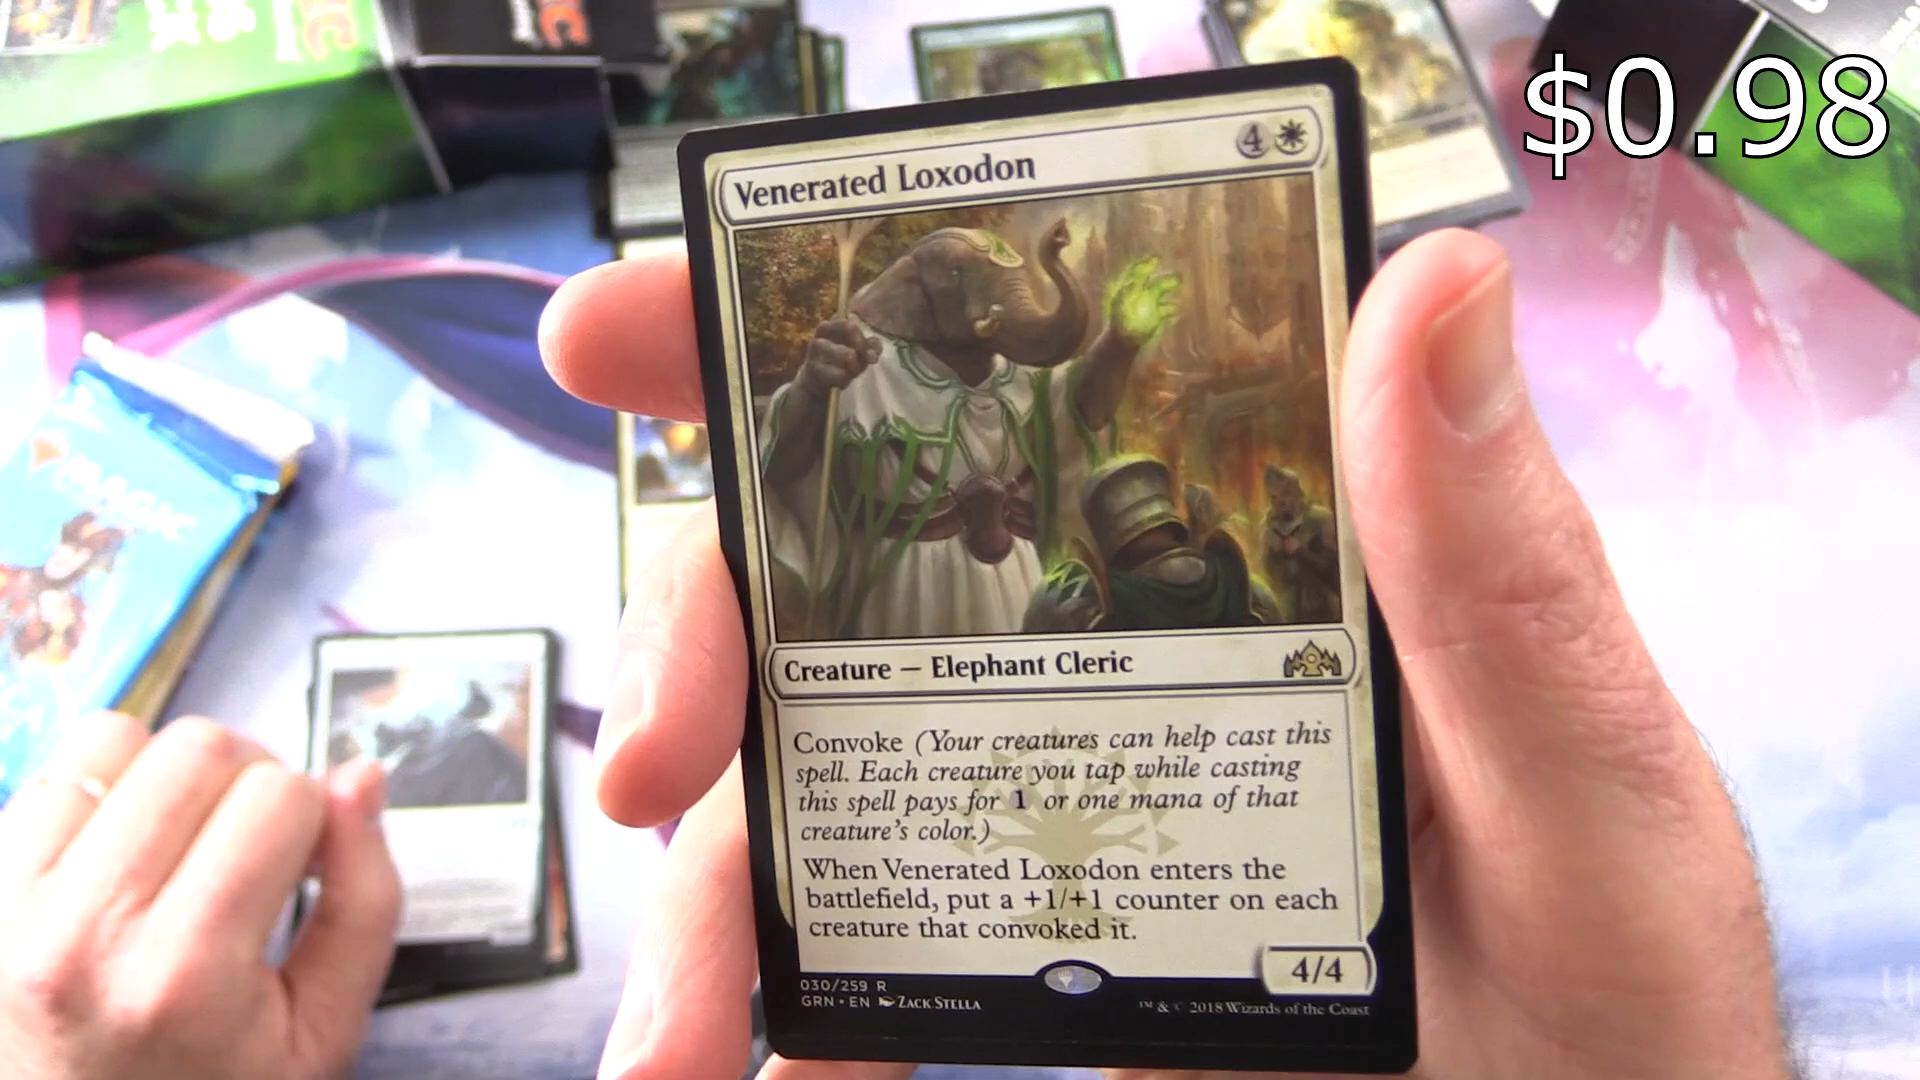 $0.98
Venerated Loxodon 4
Creature — Elephant Cleric
Convoke (Your creatures can help cast this
spell. Each creature you tap while casting
this spell pays for 1 or one mana of that
creature's color.)
When Venerated Loxodon enters the
battlefield, put a +1/+1 counter on each
creature that convoked it.
4/4
030/259 R
GRN • EN Zack Stella
™ & © 2018 Wizards of the Coast
MAGIC